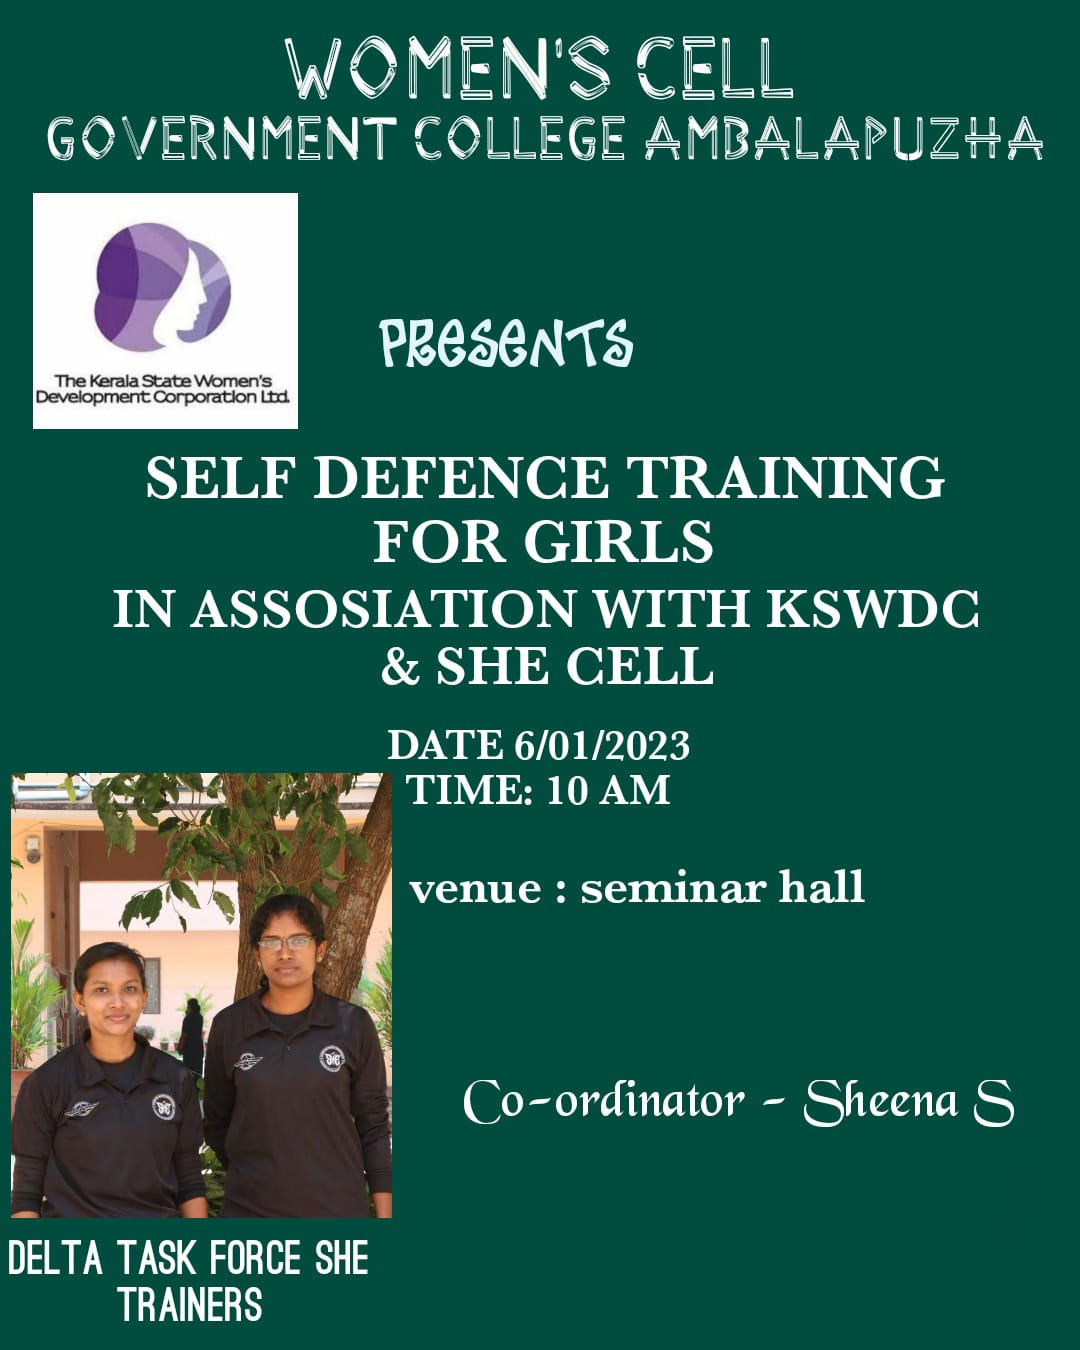 WOMEN'S CELL
GOVERNMENT COLLEGE AMBALAPUZHA
The Kerala State Women's
Development Corporation Ltd.
PRESENTS
SELF DEFENCE TRAINING
FOR GIRLS
IN ASSOSIATION WITH KSWDC
& SHE CELL
DATE 6/01/2023
TIME: 10 AM
venue : seminar hall
Co-ordinator - Sheena S
DELTA TASK FORCE SHE
TRAINERS